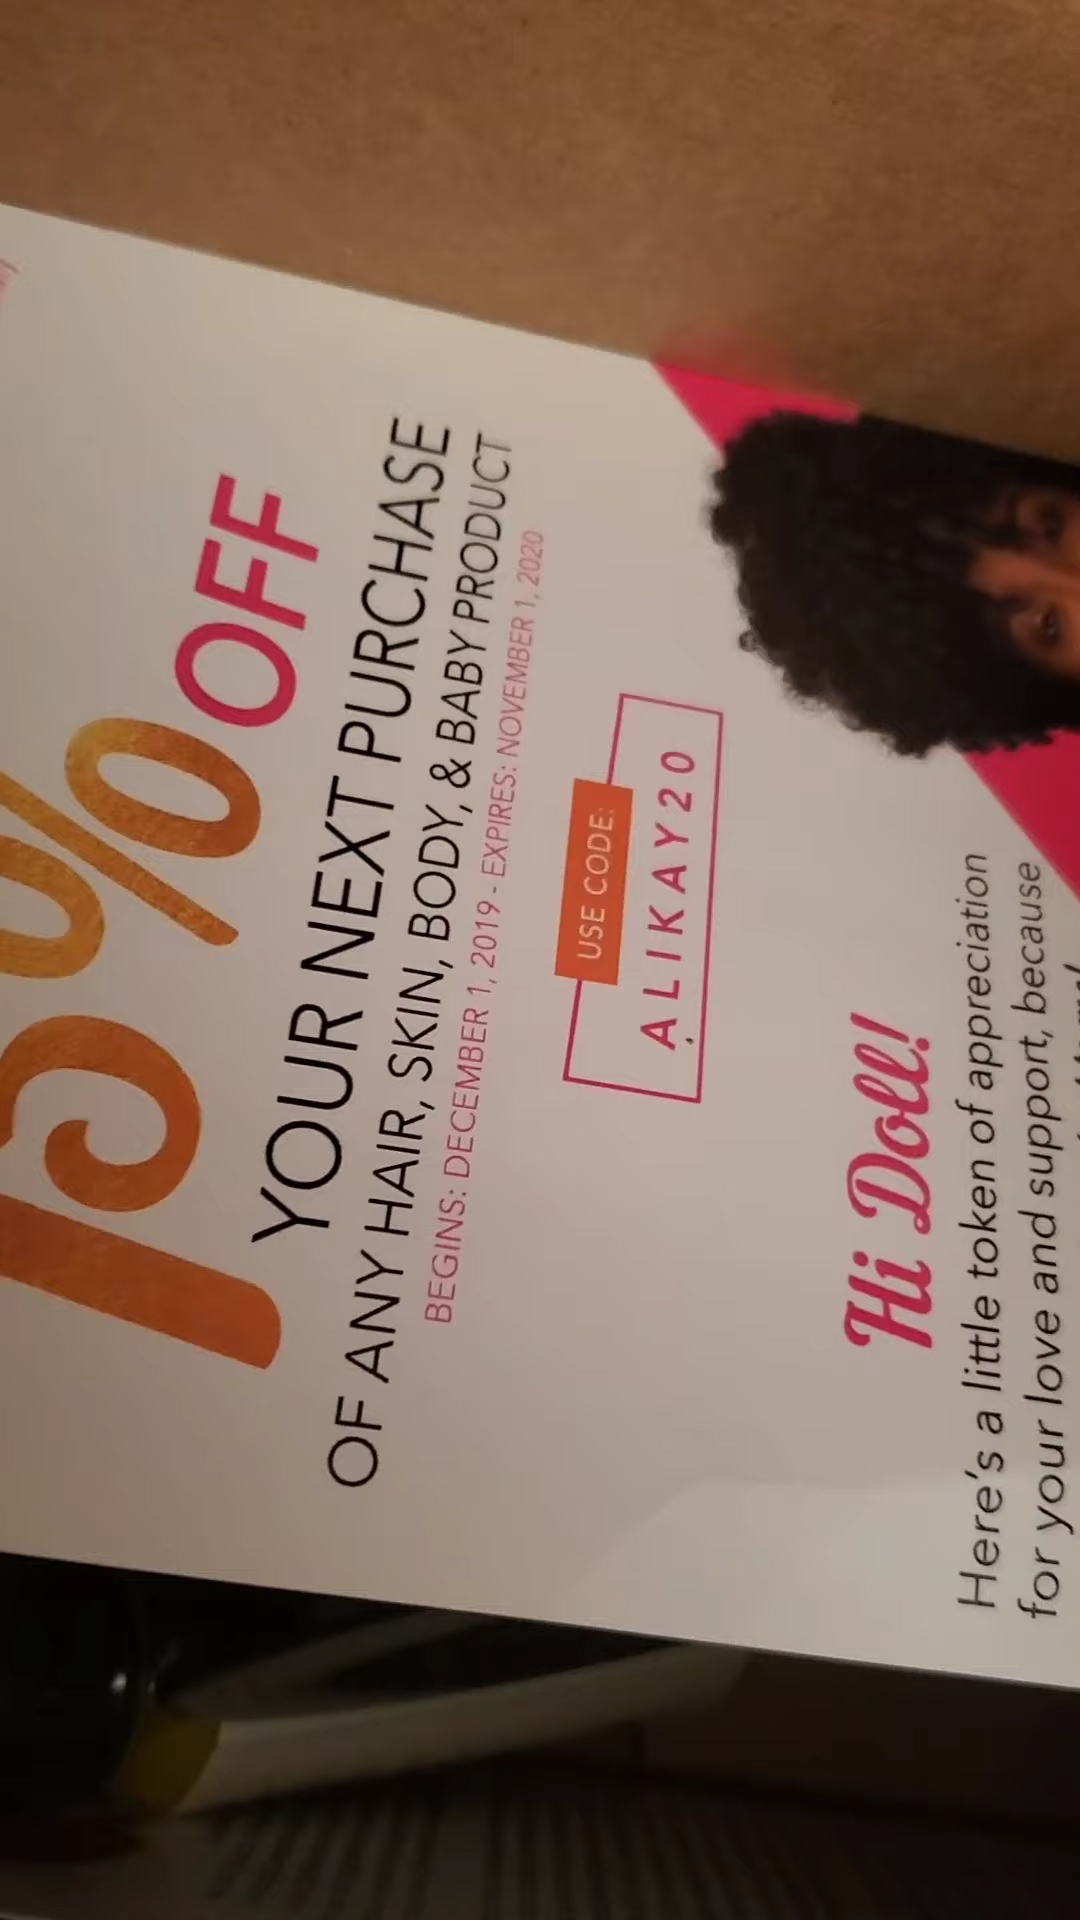 % OFF
YOUR NEXT PURCHASE
OF ANY HAIR, SKIN, BODY, & BABY PRODUCT
BEGINS: DECEMBER 1, 2019 - EXPIRES: NOVEMBER 1, 2020
USE CODE:
ALIKAY20
Hi Doll!
Here's a little token of appreciation
for your love and support, because